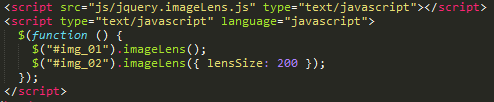 <script src="js/jquery.imageLens.js" type="text/javascript"></script>
<script type="text/javascript" language="javascript">
$(function () {
$("#img_01").imageLens();
$("#img_02").imageLens({ lensSize: 200 });
});
</script>